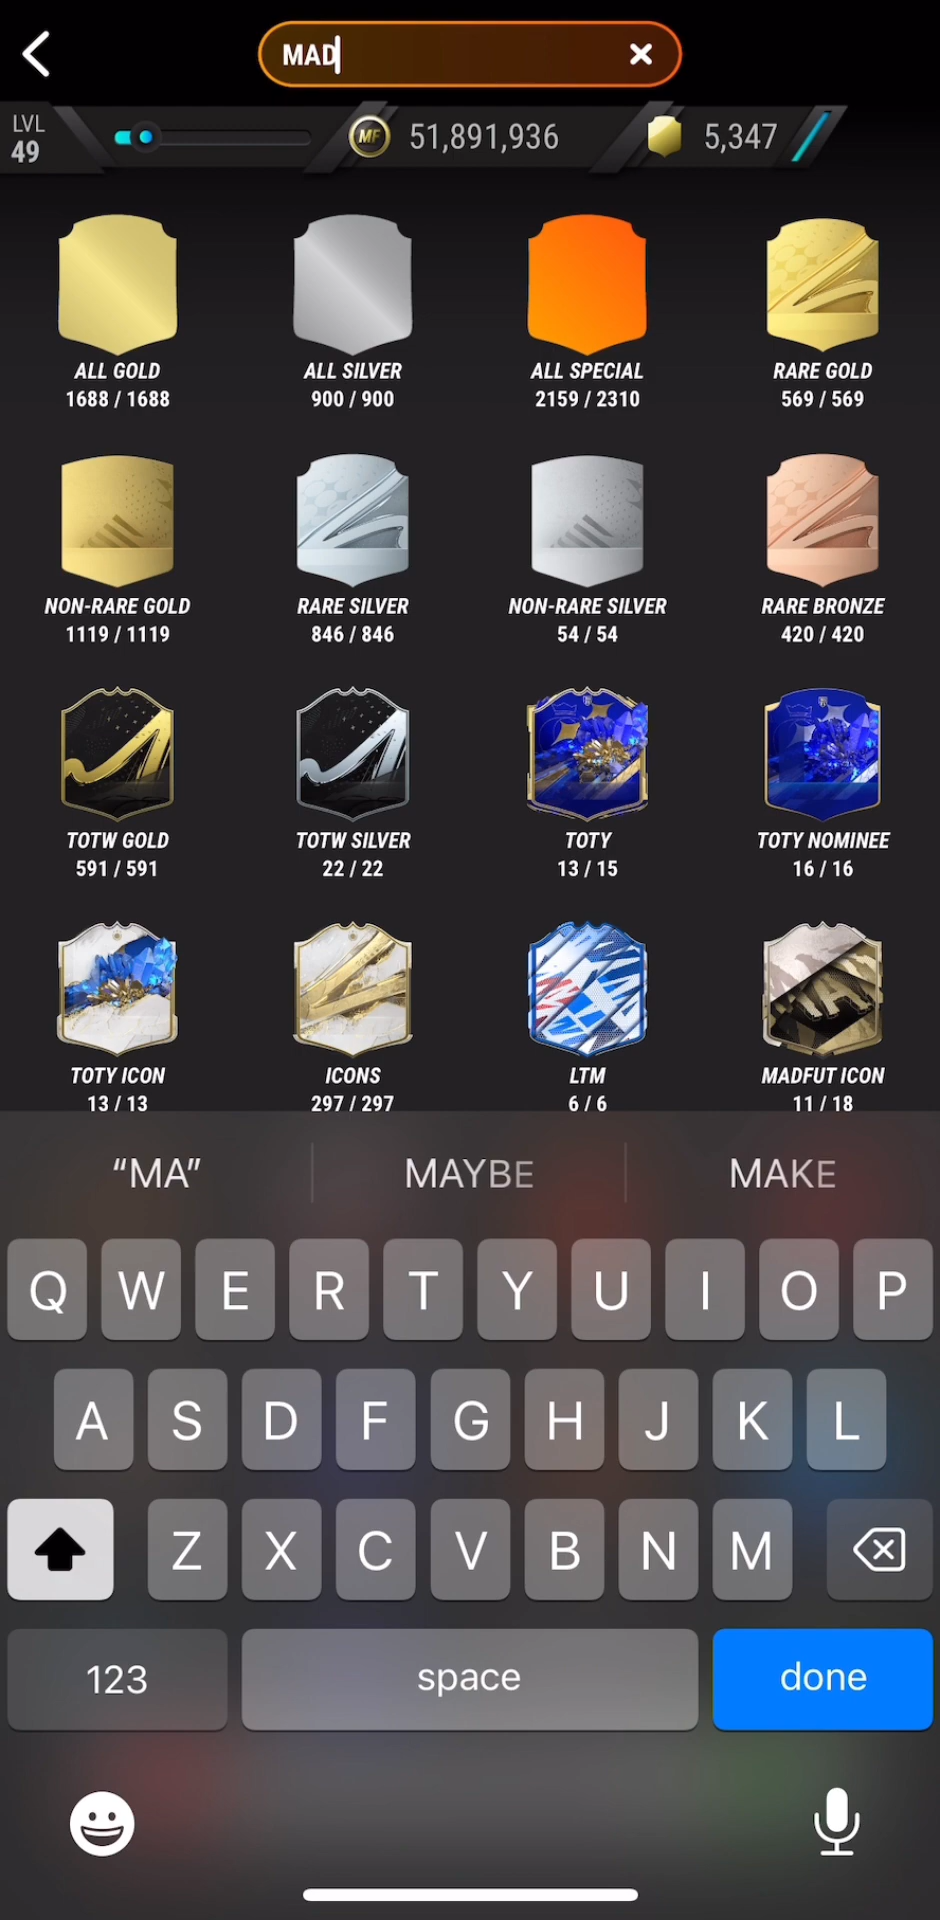 MAD
LVL
49
MF
51,891,936
5,347
ALL GOLD
1688 / 1688
ALL SILVER
900 / 900
ALL SPECIAL
2159 / 2310
RARE GOLD
569 / 569
NON-RARE GOLD
1119 / 1119
RARE SILVER
846 / 846
NON-RARE SILVER
54 / 54
RARE BRONZE
420 / 420
TOTW GOLD
591 / 591
TOTW SILVER
22 / 22
TOTY
13 / 15
TOTY NOMINEE
16 / 16
TOTY ICON
13 / 13
ICONS
297 / 297
LTM
6 / 6
MADFUT ICON
11 / 18
“MA” MAYBE MAKE
Q W E R T Y U I O P
A S D F G H J K L
Z X C V B N M
123 space done